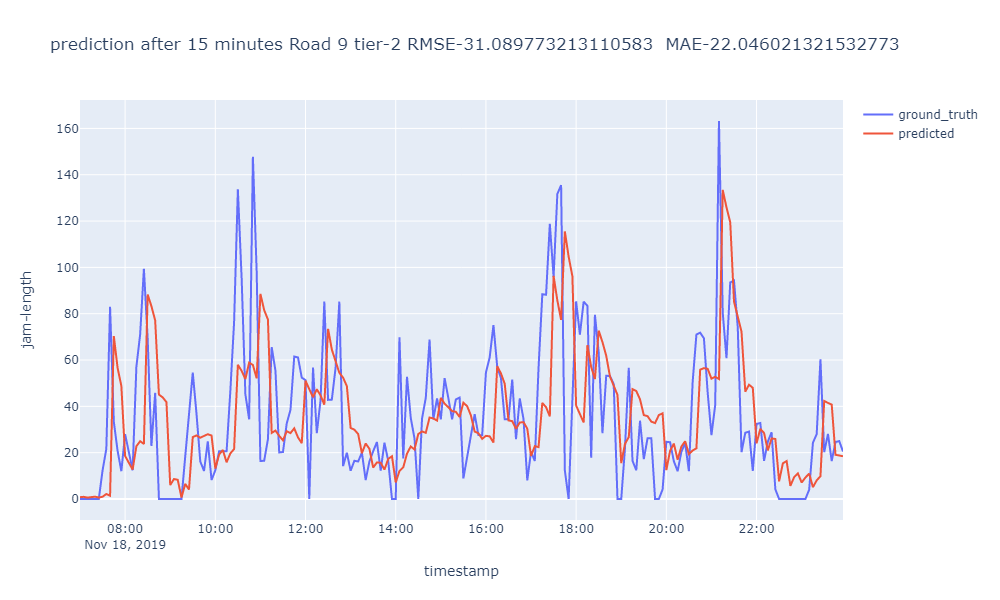 prediction after 15 minutes Road 9 tier-2 RMSE-31.089773213110583  MAE-22.046021321532773
ground_truth
predicted
160
140
120
100
80
60
40
20
0
jam-length
08:00 10:00 12:00 14:00 16:00 18:00 20:00 22:00
Nov 18, 2019
timestamp